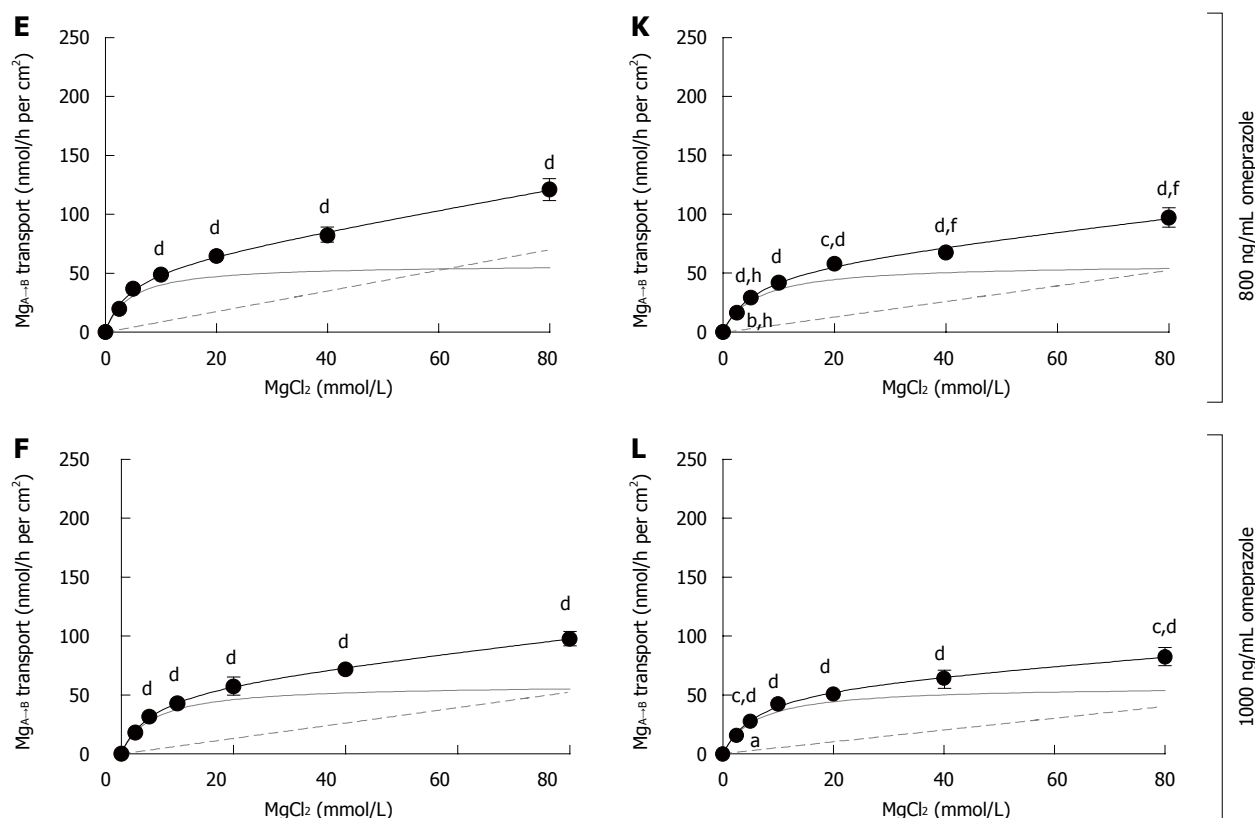 E
Mg_A→B transport (nmol/h per cm²)
250
200
150
100
50
0
d
d
d
d
0 20 40 60 80
MgCl₂ (mmol/L)
K
Mg_A→B transport (nmol/h per cm²)
250
200
150
100
50
0
b,h
d,h
d
c,d
d,f
d,f
0 20 40 60 80
MgCl₂ (mmol/L)
800 ng/mL omeprazole
F
Mg_A→B transport (nmol/h per cm²)
250
200
150
100
50
0
d
d
d
d
d
0 20 40 60 80
MgCl₂ (mmol/L)
L
Mg_A→B transport (nmol/h per cm²)
250
200
150
100
50
0
a
c,d
d
d
d
c,d
0 20 40 60 80
MgCl₂ (mmol/L)
1000 ng/mL omeprazole